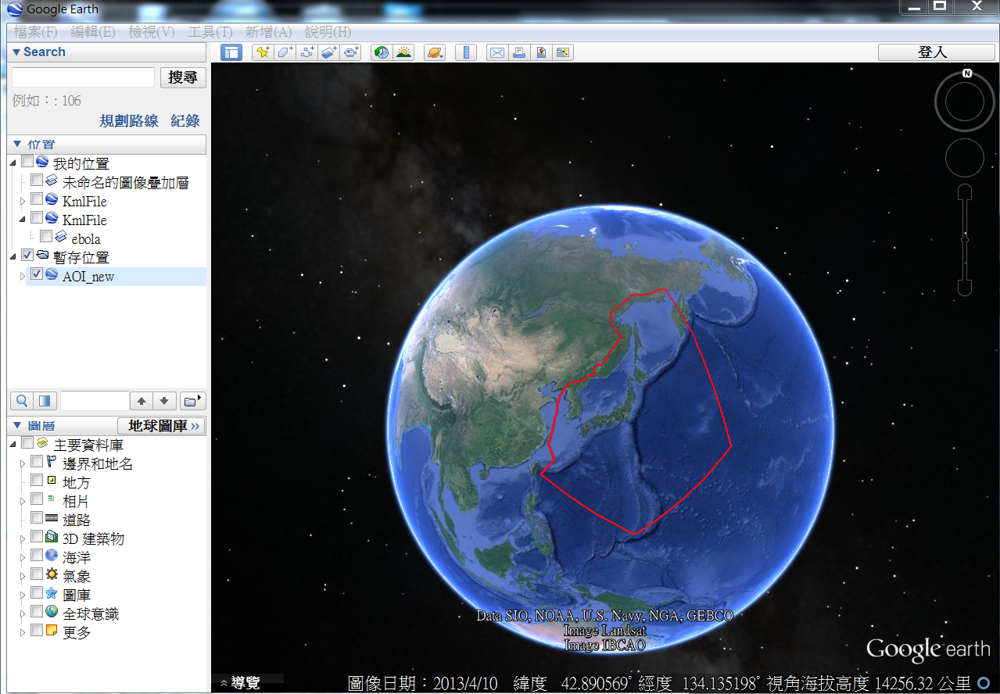 Google Earth
檔案(F) 編輯(E) 檢視(V) 工具(T) 新增(A) 說明(H)
Search
登入
搜尋
例如：: 106
規劃路線 紀錄
位置
我的位置
未命名的圖像疊加層
KmlFile
KmlFile
ebola
暫存位置
AOI_new
圖層
地球圖庫 »
主要資料庫
邊界和地名
地方
相片
道路
3D 建築物
海洋
氣象
圖庫
全球意識
更多
N
Data SIO, NOAA, U.S. Navy, NGA, GEBCO
Image Landsat
Image IBCAO
Google earth
導覽
圖像日期：2013/4/10 緯度 42.890569° 經度 134.135198° 視角海拔高度 14256.32 公里